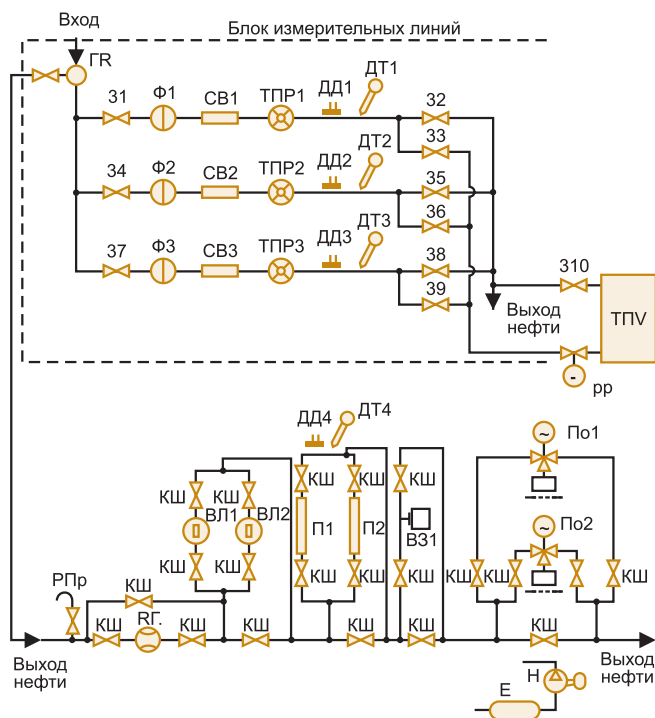 Вход
Блок измерительных линий
ГR
ДТ1
31
Ф1
СВ1
ТПР1
ДД1
32
33
ДТ2
34
Ф2
СВ2
ТПР2
ДД2
35
36
ДТ3
37
Ф3
СВ3
ТПР3
ДД3
38
310
39
Выход
нефти
ТПV
pp
ДД4
ДТ4
По1
КШ
КШ
КШ
КШ
КШ
ВЛ1
ВЛ2
П1
П2
ВЗ1
По2
КШ
КШ
КШ
КШ
КШ
КШ
КШ
КШ
РПр
КШ
КШ
RГ.
КШ
КШ
КШ
КШ
КШ
Выход
нефти
Выход
нефти
Н
Е